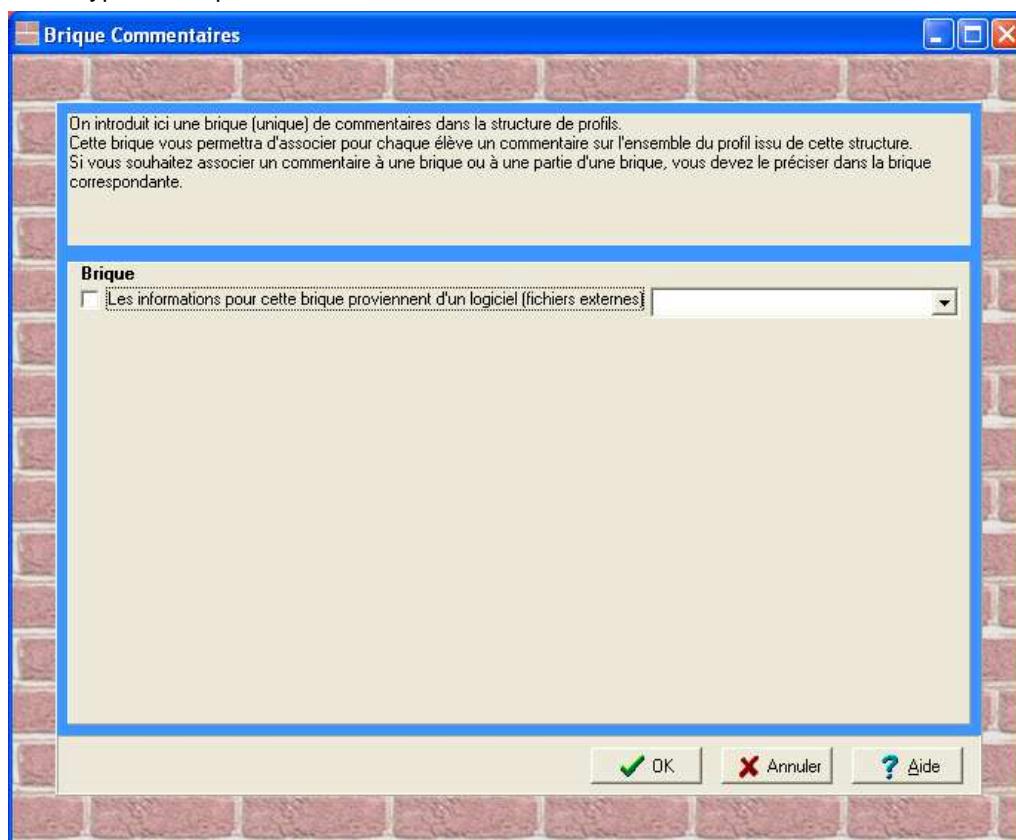 Brique Commentaires
On introduit ici une brique (unique) de commentaires dans la structure de profils.
Cette brique vous permettra d'associer pour chaque élève un commentaire sur l'ensemble du profil issu de cette structure.
Si vous souhaitez associer un commentaire à une brique ou à une partie d'une brique, vous devez le préciser dans la brique
correspondante.
Brique
Les informations pour cette brique proviennent d'un logiciel (fichiers externes)
OK Annuler Aide